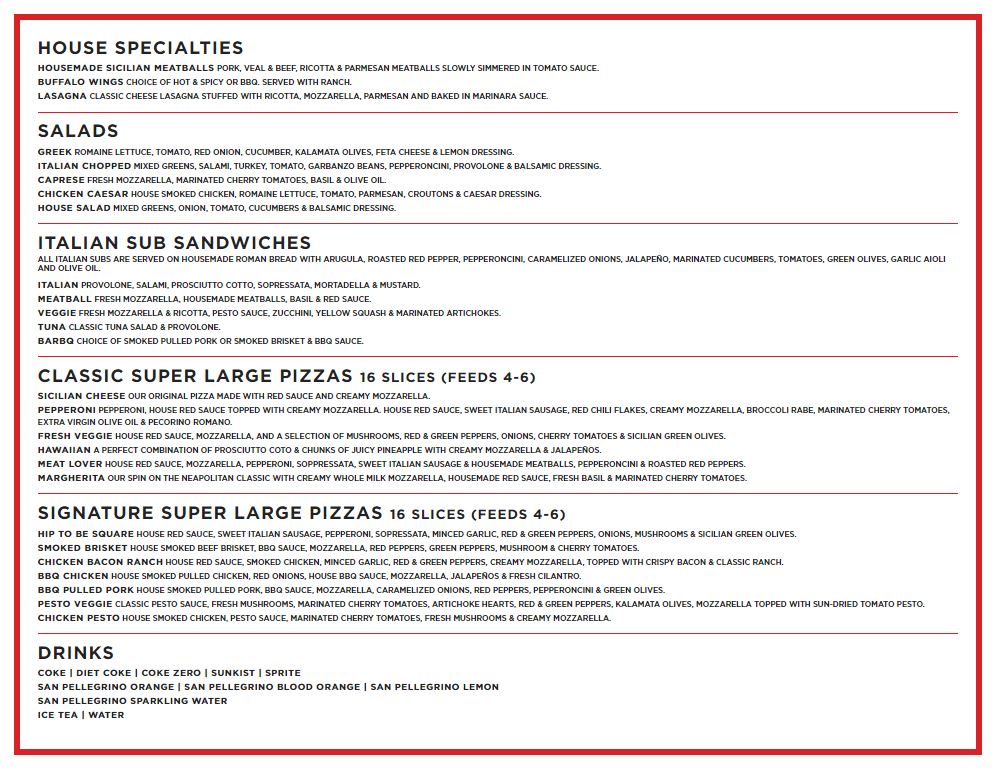 HOUSE SPECIALTIES
HOUSEMADE SICILIAN MEATBALLS PORK, VEAL & BEEF, RICOTTA & PARMESAN MEATBALLS SLOWLY SIMMERED IN TOMATO SAUCE.
BUFFALO WINGS CHOICE OF HOT & SPICY OR BBQ. SERVED WITH RANCH.
LASAGNA CLASSIC CHEESE LASAGNA STUFFED WITH RICOTTA, MOZZARELLA, PARMESAN AND BAKED IN MARINARA SAUCE.
SALADS
GREEK ROMAINE LETTUCE, TOMATO, RED ONION, CUCUMBER, KALAMATA OLIVES, FETA CHEESE & LEMON DRESSING.
ITALIAN CHOPPED MIXED GREENS, SALAMI, TURKEY, TOMATO, GARBANZO BEANS, PEPPERONCINI, PROVOLONE & BALSAMIC DRESSING.
CAPRESE FRESH MOZZARELLA, MARINATED CHERRY TOMATOES, BASIL & OLIVE OIL.
CHICKEN CAESAR HOUSE SMOKED CHICKEN, ROMAINE LETTUCE, TOMATO, PARMESAN, CROUTONS & CAESAR DRESSING.
HOUSE SALAD MIXED GREENS, ONION, TOMATO, CUCUMBERS & BALSAMIC DRESSING.
ITALIAN SUB SANDWICHES
ALL ITALIAN SUBS ARE SERVED ON HOUSEMADE ROMAN BREAD WITH ARUGULA, ROASTED RED PEPPER, PEPPERONCINI, CARAMELIZED ONIONS, JALAPEÑO, MARINATED CUCUMBERS, TOMATOES, GREEN OLIVES, GARLIC AIOLI
AND OLIVE OIL.
ITALIAN PROVOLONE, SALAMI, PROSCIUTTO COTTO, SOPRESSATA, MORTADELLA & MUSTARD.
MEATBALL FRESH MOZZARELLA, HOUSEMADE MEATBALLS, BASIL & RED SAUCE.
VEGGIE FRESH MOZZARELLA & RICOTTA, PESTO SAUCE, ZUCCHINI, YELLOW SQUASH & MARINATED ARTICHOKES.
TUNA CLASSIC TUNA SALAD & PROVOLONE.
BARBQ CHOICE OF SMOKED PULLED PORK OR SMOKED BRISKET & BBQ SAUCE.
CLASSIC SUPER LARGE PIZZAS 16 SLICES (FEEDS 4-6)
SICILIAN CHEESE OUR ORIGINAL PIZZA MADE WITH RED SAUCE AND CREAMY MOZZARELLA.
PEPPERONI PEPPERONI, HOUSE RED SAUCE TOPPED WITH CREAMY MOZZARELLA. HOUSE RED SAUCE, SWEET ITALIAN SAUSAGE, RED CHILI FLAKES, CREAMY MOZZARELLA, BROCCOLI RABE, MARINATED CHERRY TOMATOES,
EXTRA VIRGIN OLIVE OIL & PECORINO ROMANO.
FRESH VEGGIE HOUSE RED SAUCE, MOZZARELLA, AND A SELECTION OF MUSHROOMS, RED & GREEN PEPPERS, ONIONS, CHERRY TOMATOES & SICILIAN GREEN OLIVES.
HAWAIIAN A PERFECT COMBINATION OF PROSCIUTTO COTO & CHUNKS OF JUICY PINEAPPLE WITH CREAMY MOZZARELLA & JALAPEÑOS.
MEAT LOVER HOUSE RED SAUCE, MOZZARELLA, PEPPERONI, SOPPRESSATA, SWEET ITALIAN SAUSAGE & HOUSEMADE MEATBALLS, PEPPERONCINI & ROASTED RED PEPPERS.
MARGHERITA OUR SPIN ON THE NEAPOLITAN CLASSIC WITH CREAMY WHOLE MILK MOZZARELLA, HOUSEMADE RED SAUCE, FRESH BASIL & MARINATED CHERRY TOMATOES.
SIGNATURE SUPER LARGE PIZZAS 16 SLICES (FEEDS 4-6)
HIP TO BE SQUARE HOUSE RED SAUCE, SWEET ITALIAN SAUSAGE, PEPPERONI, SOPRESSATA, MINCED GARLIC, RED & GREEN PEPPERS, ONIONS, MUSHROOMS & SICILIAN GREEN OLIVES.
SMOKED BRISKET HOUSE SMOKED BEEF BRISKET, BBQ SAUCE, MOZZARELLA, RED PEPPERS, GREEN PEPPERS, MUSHROOM & CHERRY TOMATOES.
CHICKEN BACON RANCH HOUSE RED SAUCE, SMOKED CHICKEN, MINCED GARLIC, RED & GREEN PEPPERS, CREAMY MOZZARELLA, TOPPED WITH CRISPY BACON & CLASSIC RANCH.
BBQ CHICKEN HOUSE SMOKED PULLED CHICKEN, RED ONIONS, HOUSE BBQ SAUCE, MOZZARELLA, JALAPEÑOS & FRESH CILANTRO.
BBQ PULLED PORK HOUSE SMOKED PULLED PORK, BBQ SAUCE, MOZZARELLA, CARAMELIZED ONIONS, RED PEPPERS, PEPPERONCINI & GREEN OLIVES.
PESTO VEGGIE CLASSIC PESTO SAUCE, FRESH MUSHROOMS, MARINATED CHERRY TOMATOES, ARTICHOKE HEARTS, RED & GREEN PEPPERS, KALAMATA OLIVES, MOZZARELLA TOPPED WITH SUN-DRIED TOMATO PESTO.
CHICKEN PESTO HOUSE SMOKED CHICKEN, PESTO SAUCE, MARINATED CHERRY TOMATOES, FRESH MUSHROOMS & CREAMY MOZZARELLA.
DRINKS
COKE | DIET COKE | COKE ZERO | SUNKIST | SPRITE
SAN PELLEGRINO ORANGE | SAN PELLEGRINO BLOOD ORANGE | SAN PELLEGRINO LEMON
SAN PELLEGRINO SPARKLING WATER
ICE TEA | WATER